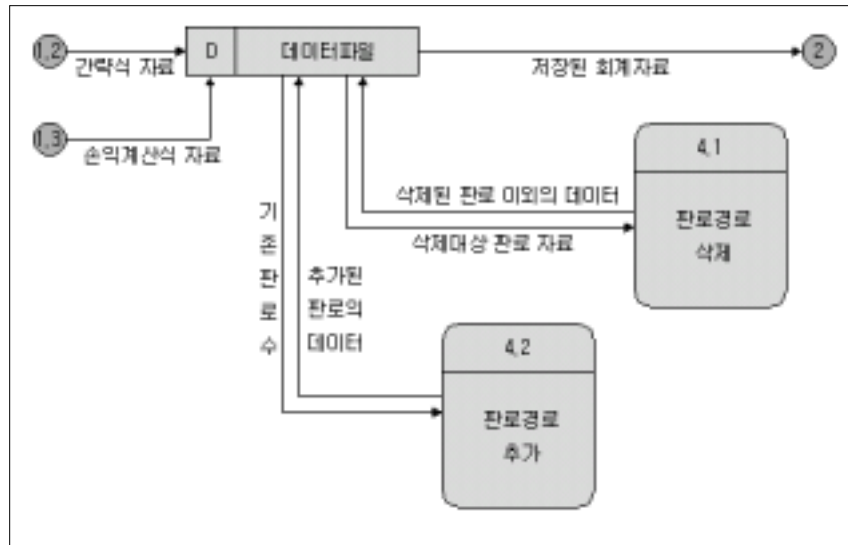 1,2
간략식 자료
D
데이터파일
저장된 회계자료
2
1,3
손익계산식 자료
4,1
판로경로
삭제
삭제된 판로 이외의 데이터
삭제대상 판로 자료
기
존
판
로
수
추가된
판로의
데이터
4,2
판로경로
추가